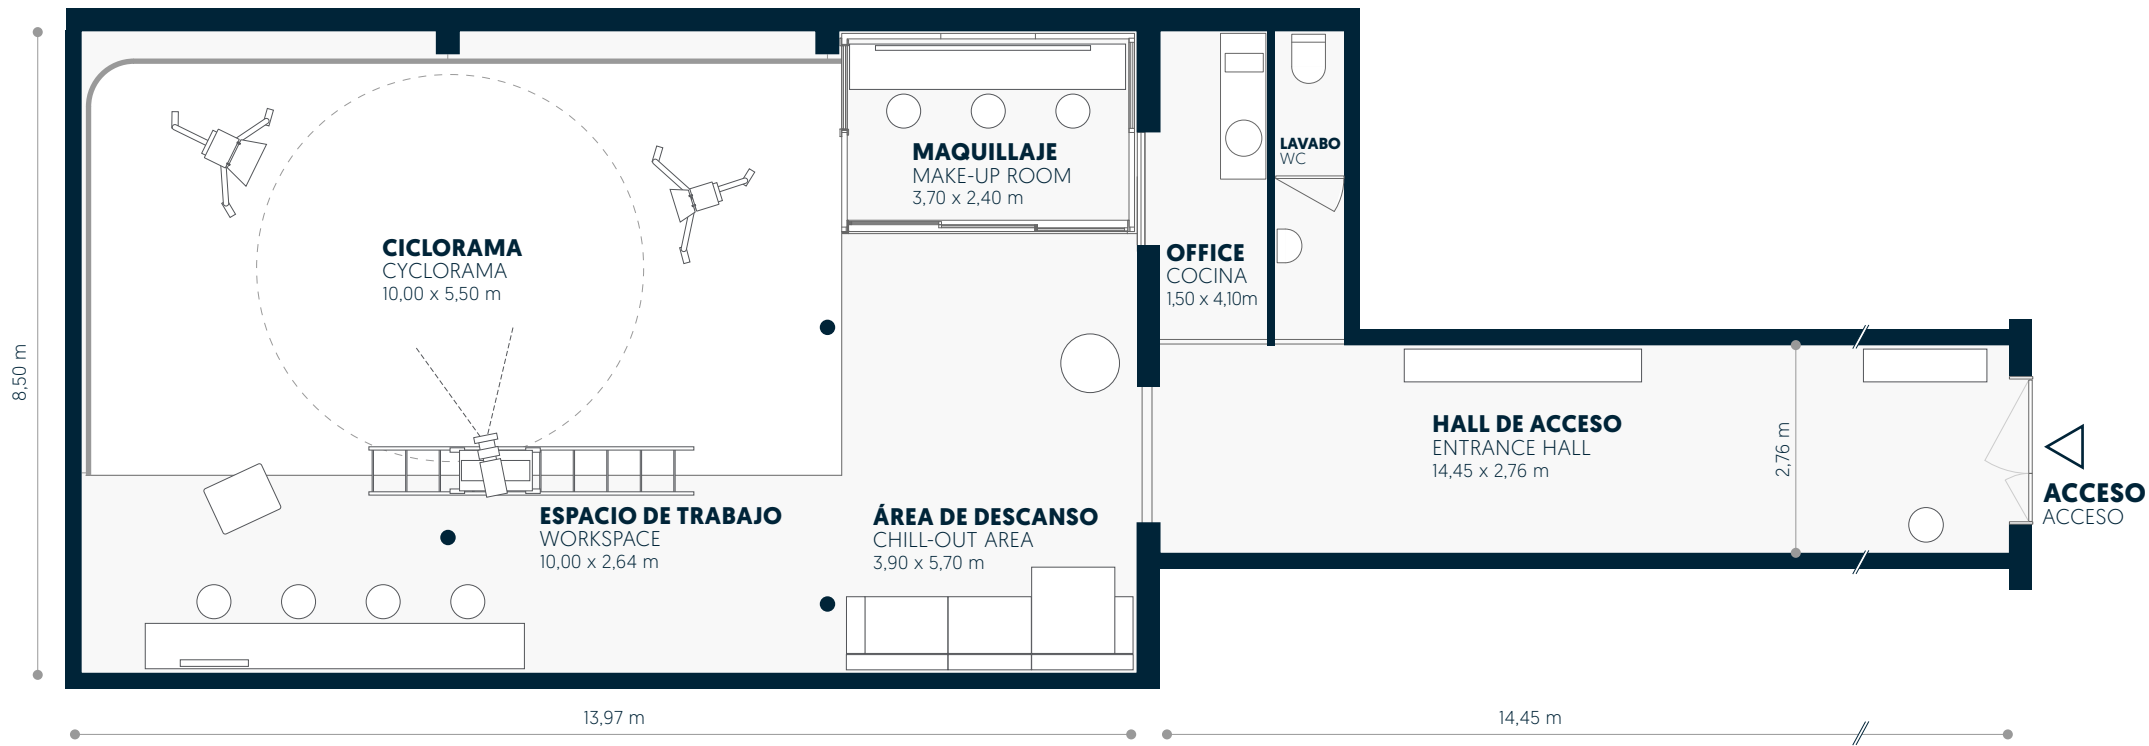 MAQUILLAJE
MAKE-UP ROOM
3,70 x 2,40 m
LAVABO
WC
CICLORAMA
CYCLORAMA
10,00 x 5,50 m
OFFICE
COCINA
1,50 x 4,10m
8,50 m
HALL DE ACCESO
ENTRANCE HALL
14,45 x 2,76 m
2,76 m
ACCESO
ACCESO
ESPACIO DE TRABAJO
WORKSPACE
10,00 x 2,64 m
ÁREA DE DESCANSO
CHILL-OUT AREA
3,90 x 5,70 m
13,97 m
14,45 m